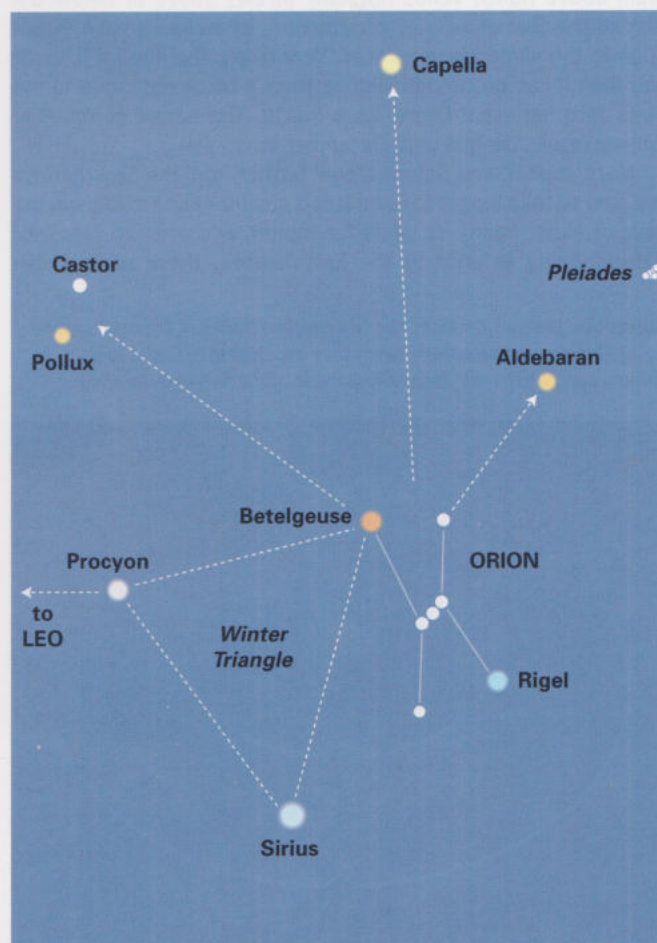 Capella
Castor
Pleiades
Pollux
Aldebaran
Betelgeuse
Procyon
ORION
to
LEO
Winter
Triangle
Rigel
Sirius